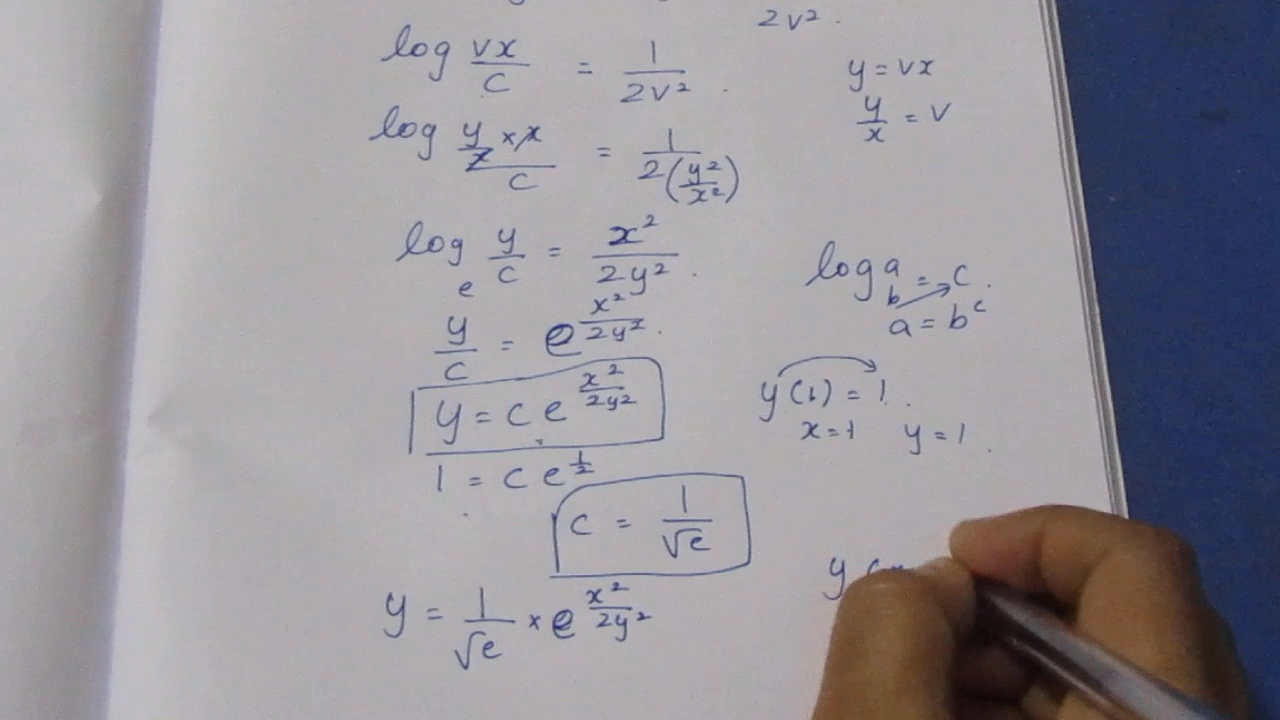 2v².
log vx/c = 1/2v².
y = vx
y/x = v
log y/x × x/c = 1/2(y²/x²)
log_e y/c = x²/2y².
log_b a = c.
a = b^c
y/c = e^(x²/2y²).
y = c e^(x²/2y²)
y(1) = 1.
x=1 y=1.
1 = c e^(1/2)
c = 1/√e
y = 1/√e × e^(x²/2y²)
y (